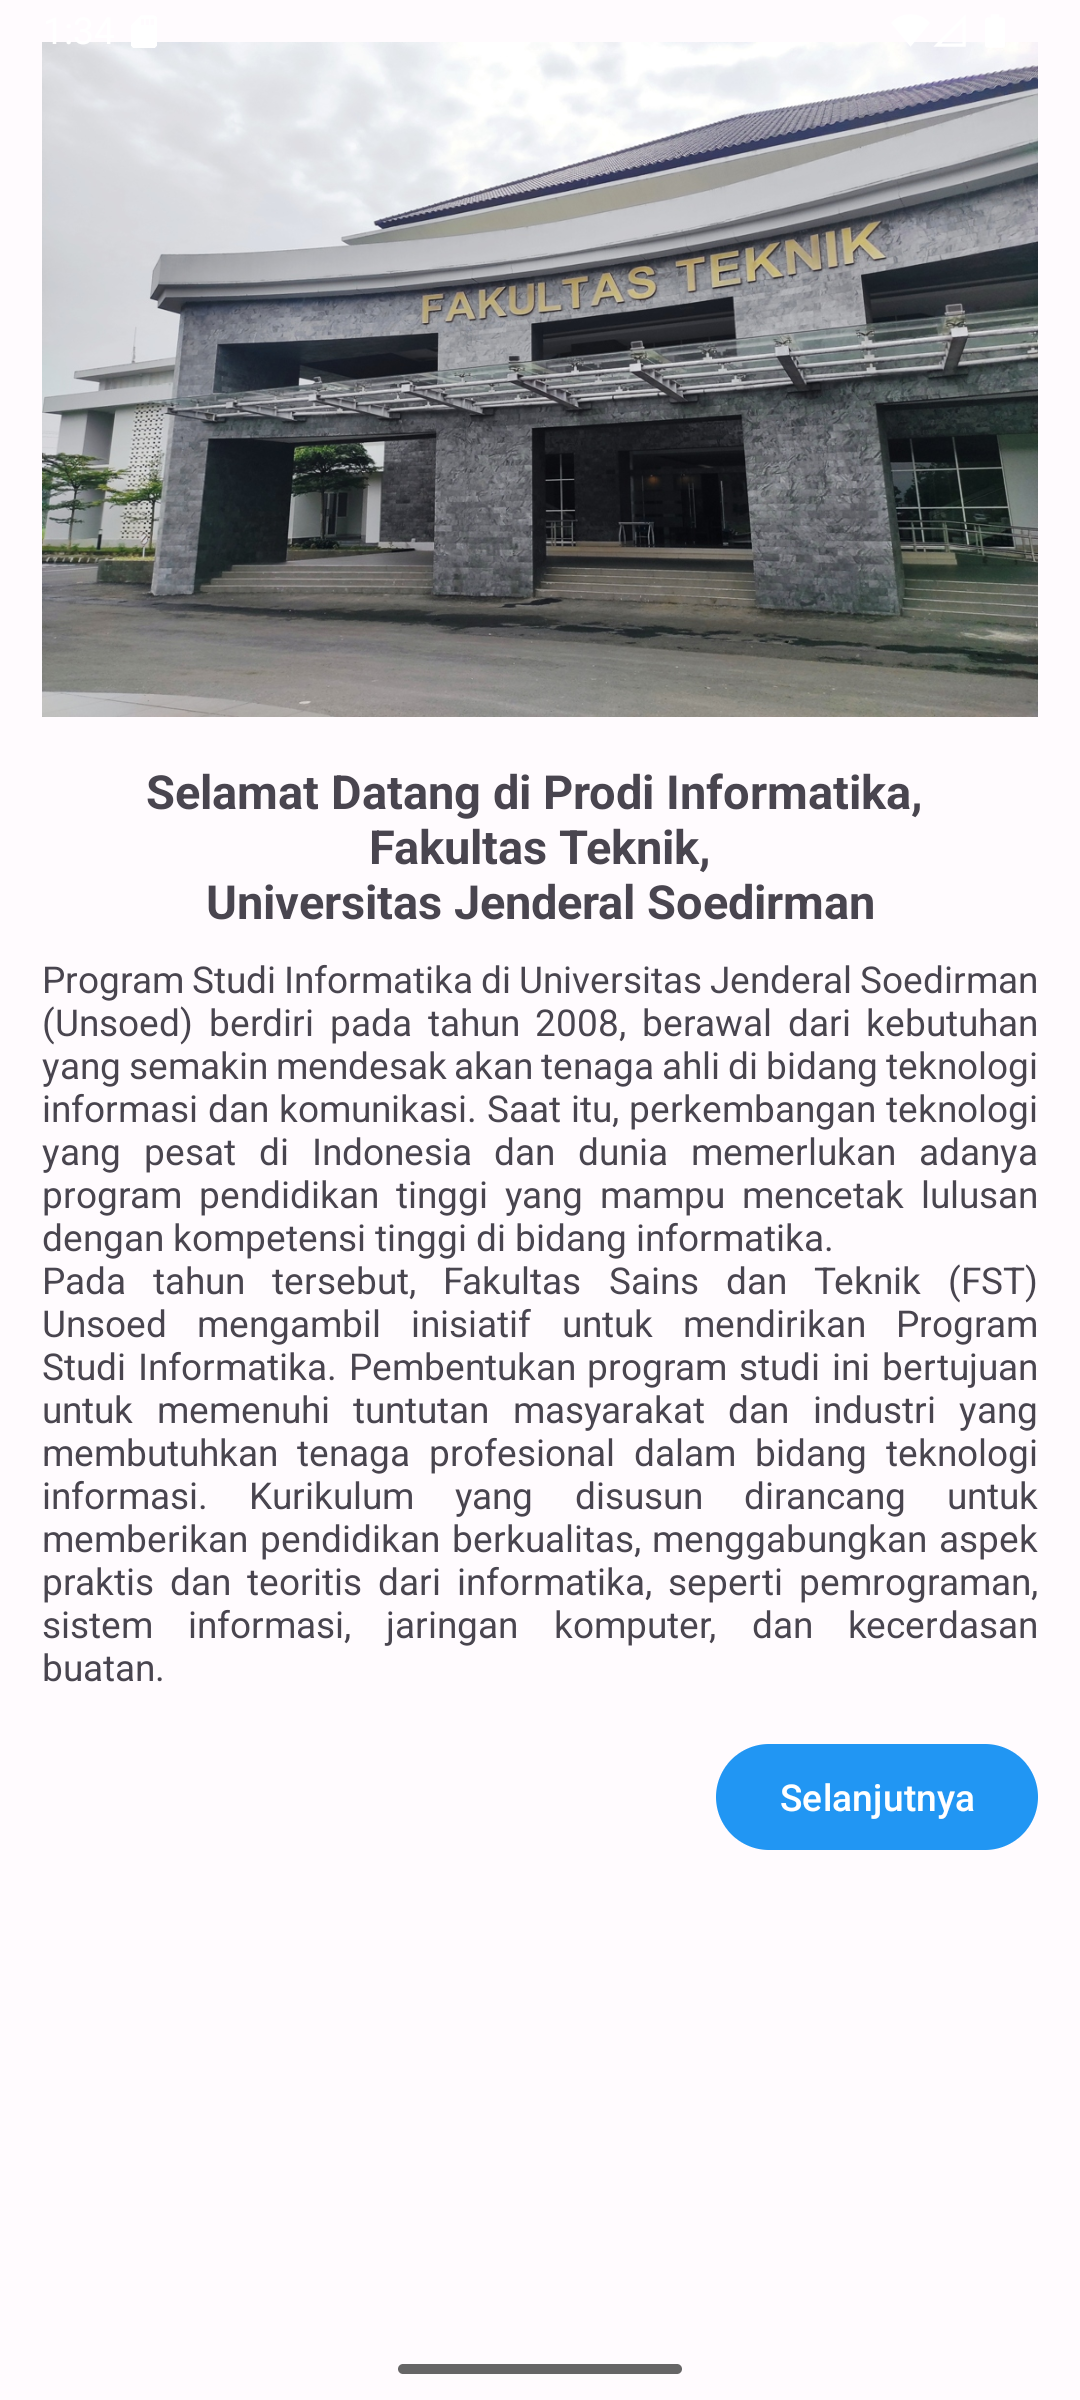 FAKULTAS TEKNIK
Selamat Datang di Prodi Informatika,
Fakultas Teknik,
Universitas Jenderal Soedirman
Program Studi Informatika di Universitas Jenderal Soedirman
(Unsoed) berdiri pada tahun 2008, berawal dari kebutuhan
yang semakin mendesak akan tenaga ahli di bidang teknologi
informasi dan komunikasi. Saat itu, perkembangan teknologi
yang pesat di Indonesia dan dunia memerlukan adanya
program pendidikan tinggi yang mampu mencetak lulusan
dengan kompetensi tinggi di bidang informatika.
Pada tahun tersebut, Fakultas Sains dan Teknik (FST)
Unsoed mengambil inisiatif untuk mendirikan Program
Studi Informatika. Pembentukan program studi ini bertujuan
untuk memenuhi tuntutan masyarakat dan industri yang
membutuhkan tenaga profesional dalam bidang teknologi
informasi. Kurikulum yang disusun dirancang untuk
memberikan pendidikan berkualitas, menggabungkan aspek
praktis dan teoritis dari informatika, seperti pemrograman,
sistem informasi, jaringan komputer, dan kecerdasan
buatan.
Selanjutnya